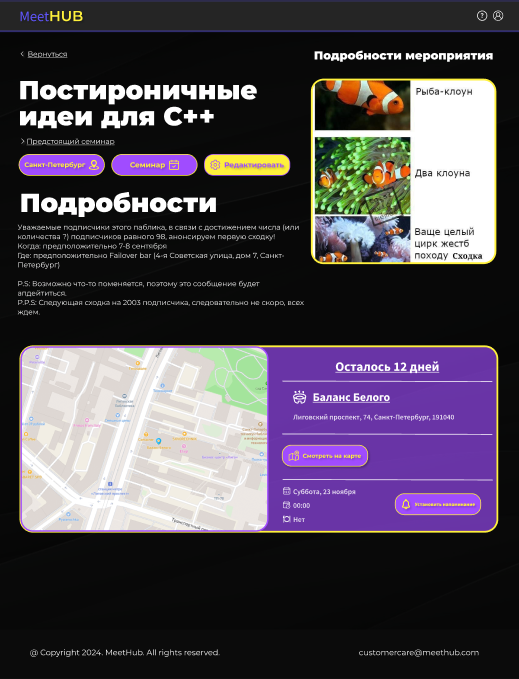 MeetHUB
Вернуться
Подробности мероприятия
Постироничные
идеи для С++
Предстоящий семинар
Санкт-Петербург
Семинар
Редактировать
Рыба-клоун
Два клоуна
Ваще целый
цирк жестб
походу Сходка
Подробности
Уважаемые подписчики этого паблика, в связи с достижением числа (или
количества ?) подписчиков равного 98, анонсируем первую сходку!
Когда: предположительно 7-8 сентября
Где: предположительно Failover bar (4-я Советская улица, дом 7, Санкт-
Петербург)
P.S: Возможно что-то поменяется, поэтому это сообщение будет
апдейтиться.
P.P.S: Следующая сходка на 2003 подписчика, следовательно не скоро, всех
ждем.
Осталось 12 дней
Баланс Белого
Лиговский проспект, 74, Санкт-Петербург, 191040
Смотреть на карте
Суббота, 23 ноября
00:00
Нет
Установить напоминание
@ Copyright 2024. MeetHub. All rights reserved.
customercare@meethub.com